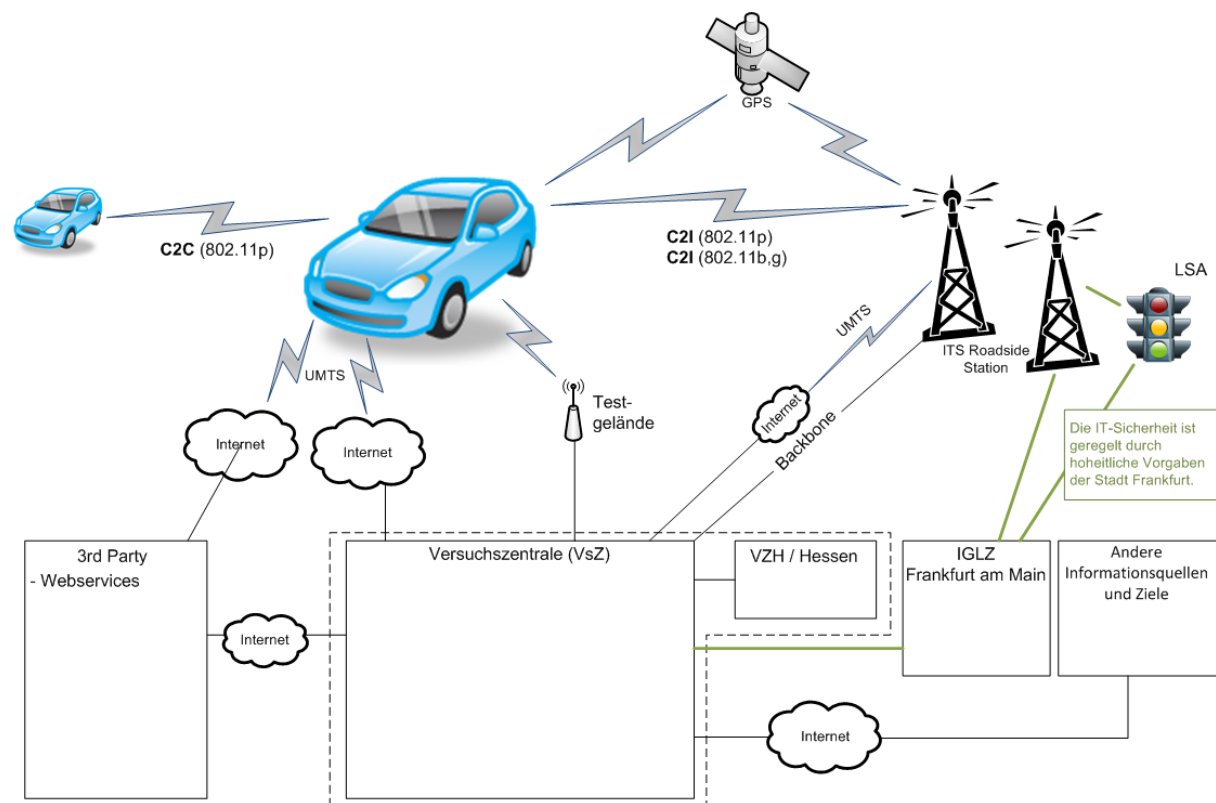 GPS
C2C (802.11p)
C2I (802.11p)
C2I (802.11b,g)
LSA
UMTS
ITS Roadside
Station
UMTS
Internet
Internet
Test-
gelände
Internet
Backbone
Die IT-Sicherheit ist
geregelt durch
hoheitliche Vorgaben
der Stadt Frankfurt.
3rd Party
- Webservices
Versuchszentrale (VsZ)
VZH / Hessen
IGLZ
Frankfurt am Main
Andere
Informationsquellen
und Ziele
Internet
Internet